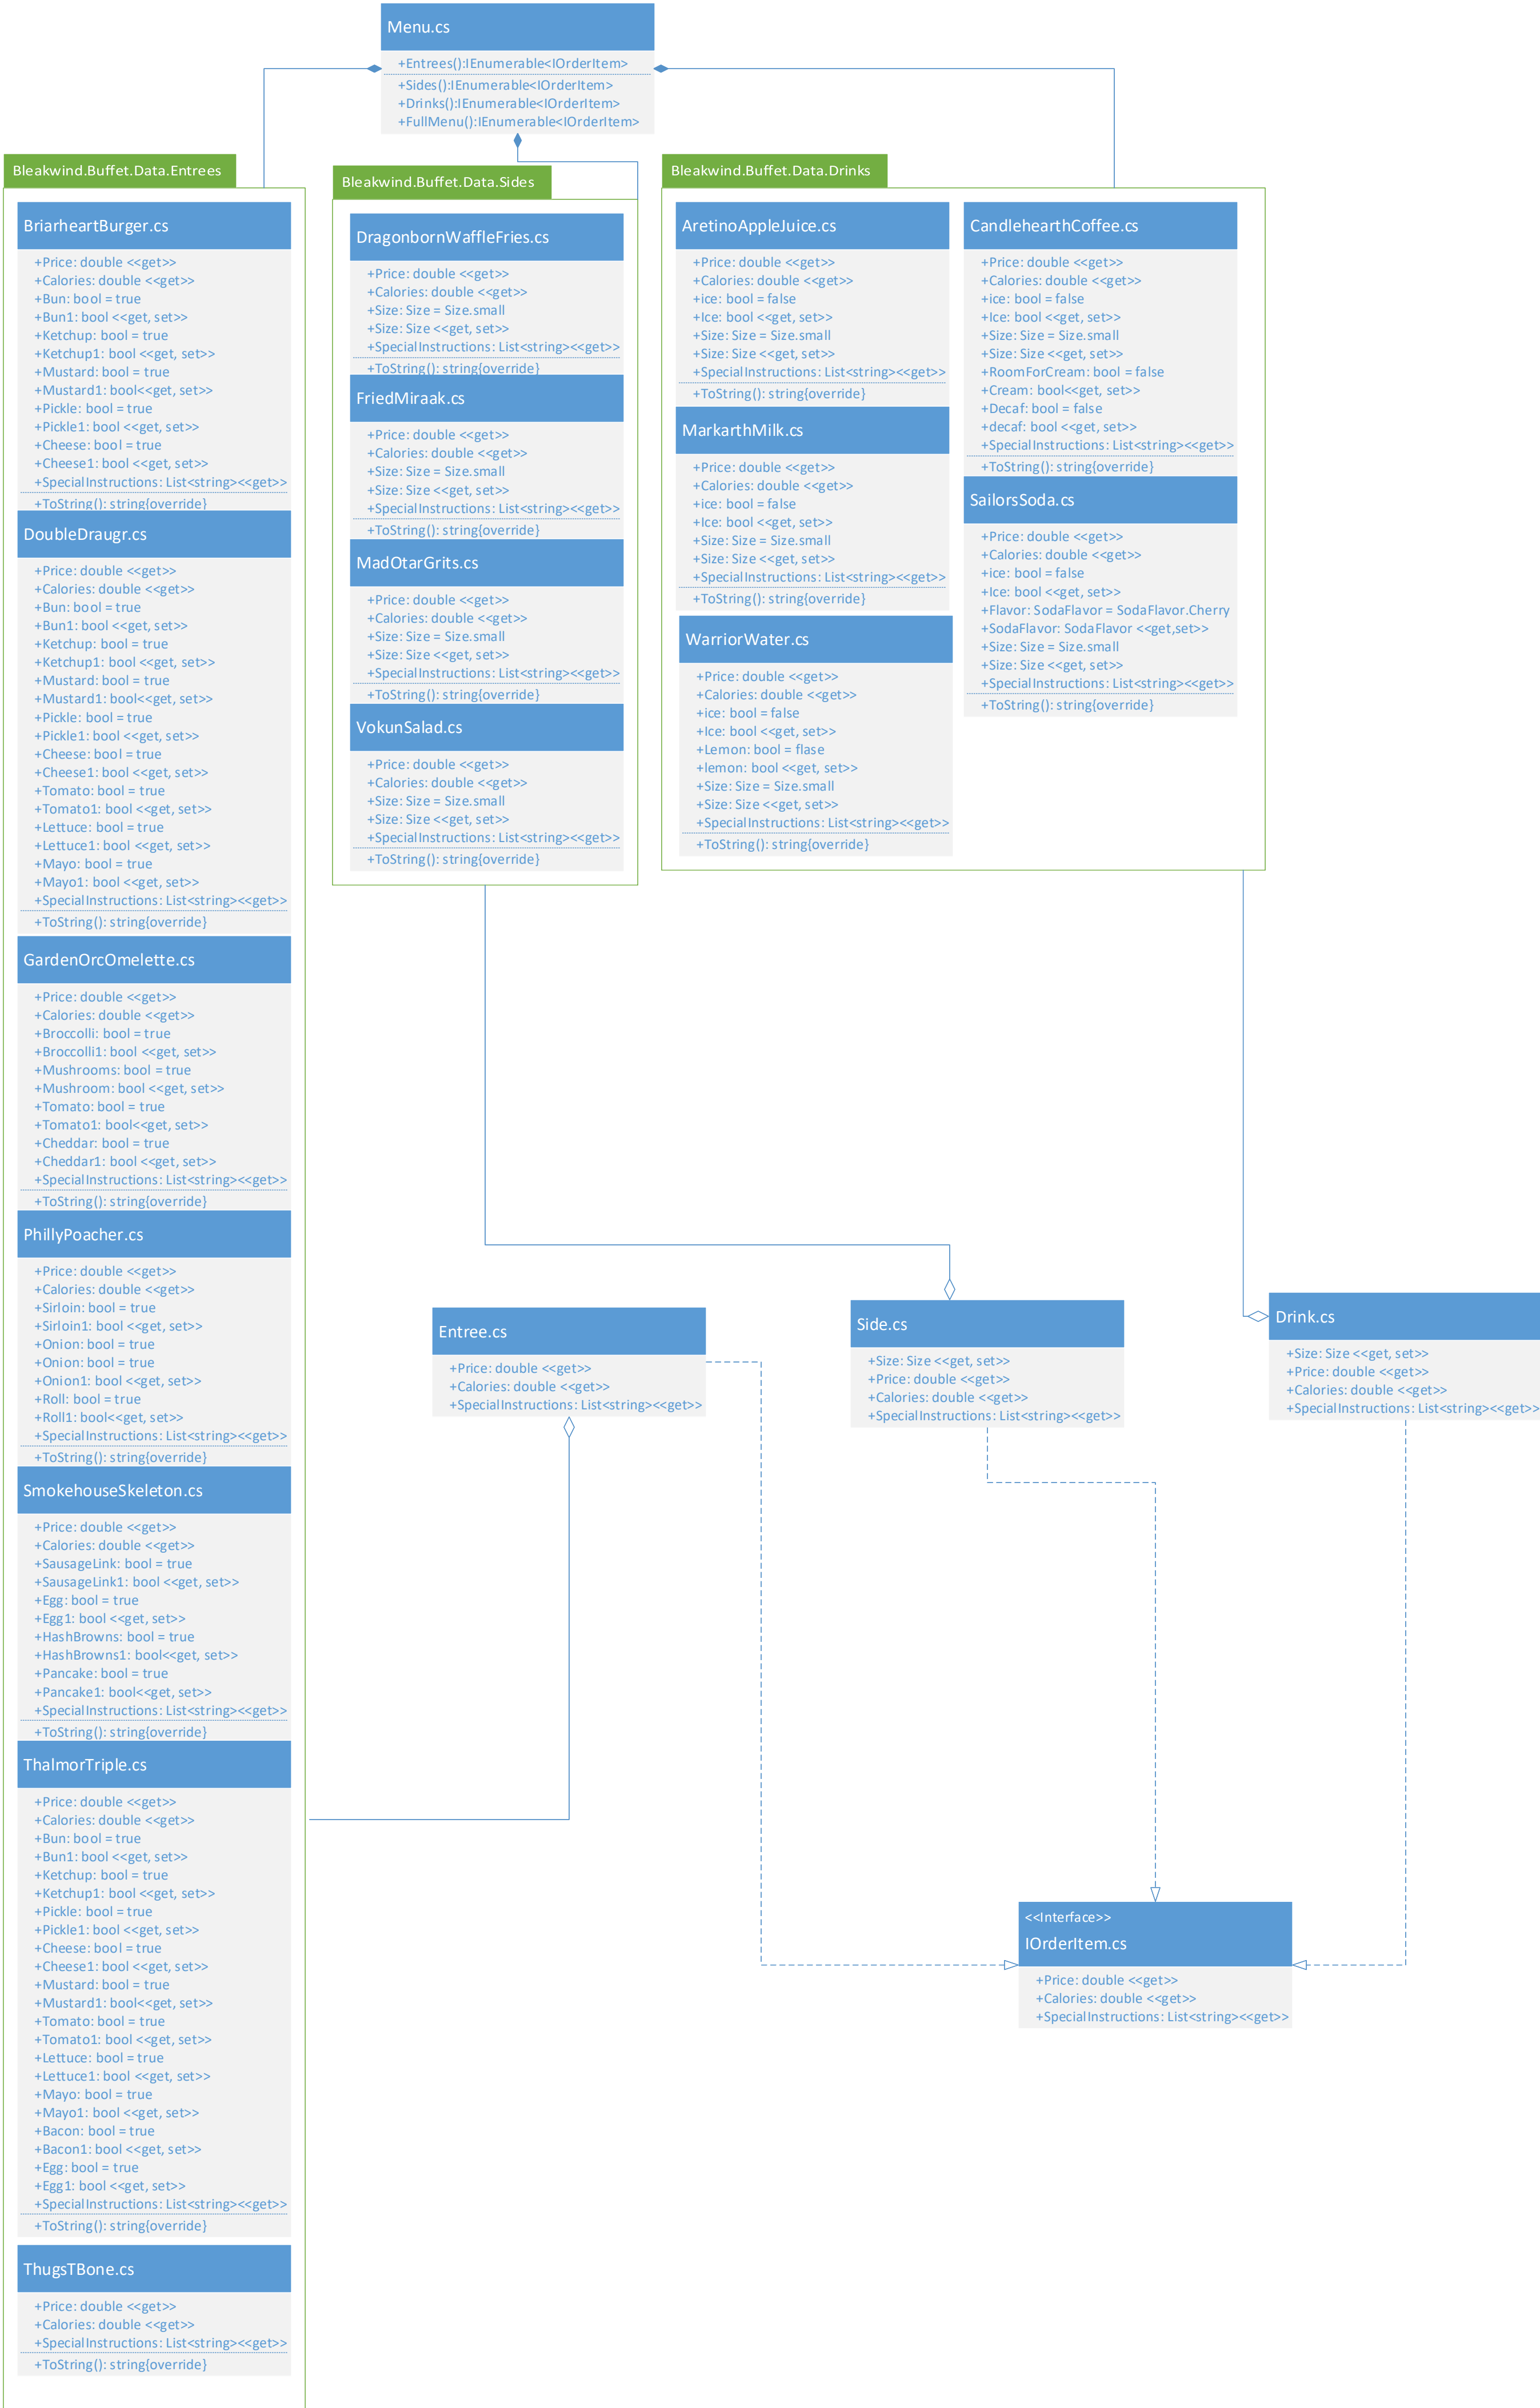 Menu.cs
+Entrees():IEnumerable<IOrderItem>
+Sides():IEnumerable<IOrderItem>
+Drinks():IEnumerable<IOrderItem>
+FullMenu():IEnumerable<IOrderItem>
Bleakwind.Buffet.Data.Entrees
BriarheartBurger.cs
+Price: double <<get>>
+Calories: double <<get>>
+Bun: bool = true
+Bun1: bool <<get, set>>
+Ketchup: bool = true
+Ketchup1: bool <<get, set>>
+Mustard: bool = true
+Mustard1: bool<<get, set>>
+Pickle: bool = true
+Pickle1: bool <<get, set>>
+Cheese: bool = true
+Cheese1: bool <<get, set>>
+SpecialInstructions: List<string><<get>>
+ToString(): string{override}
DoubleDraugr.cs
+Price: double <<get>>
+Calories: double <<get>>
+Bun: bool = true
+Bun1: bool <<get, set>>
+Ketchup: bool = true
+Ketchup1: bool <<get, set>>
+Mustard: bool = true
+Mustard1: bool<<get, set>>
+Pickle: bool = true
+Pickle1: bool <<get, set>>
+Cheese: bool = true
+Cheese1: bool <<get, set>>
+Tomato: bool = true
+Tomato1: bool <<get, set>>
+Lettuce: bool = true
+Lettuce1: bool <<get, set>>
+Mayo: bool = true
+Mayo1: bool <<get, set>>
+SpecialInstructions: List<string><<get>>
+ToString(): string{override}
GardenOrcOmelette.cs
+Price: double <<get>>
+Calories: double <<get>>
+Broccolli: bool = true
+Broccolli1: bool <<get, set>>
+Mushrooms: bool = true
+Mushroom: bool <<get, set>>
+Tomato: bool = true
+Tomato1: bool<<get, set>>
+Cheddar: bool = true
+Cheddar1: bool <<get, set>>
+SpecialInstructions: List<string><<get>>
+ToString(): string{override}
PhillyPoacher.cs
+Price: double <<get>>
+Calories: double <<get>>
+Sirloin: bool = true
+Sirloin1: bool <<get, set>>
+Onion: bool = true
+Onion: bool = true
+Onion1: bool <<get, set>>
+Roll: bool = true
+Roll1: bool<<get, set>>
+SpecialInstructions: List<string><<get>>
+ToString(): string{override}
SmokehouseSkeleton.cs
+Price: double <<get>>
+Calories: double <<get>>
+SausageLink: bool = true
+SausageLink1: bool <<get, set>>
+Egg: bool = true
+Egg1: bool <<get, set>>
+HashBrowns: bool = true
+HashBrowns1: bool<<get, set>>
+Pancake: bool = true
+Pancake1: bool<<get, set>>
+SpecialInstructions: List<string><<get>>
+ToString(): string{override}
ThalmorTriple.cs
+Price: double <<get>>
+Calories: double <<get>>
+Bun: bool = true
+Bun1: bool <<get, set>>
+Ketchup: bool = true
+Ketchup1: bool <<get, set>>
+Pickle: bool = true
+Pickle1: bool <<get, set>>
+Cheese: bool = true
+Cheese1: bool <<get, set>>
+Mustard: bool = true
+Mustard1: bool<<get, set>>
+Tomato: bool = true
+Tomato1: bool <<get, set>>
+Lettuce: bool = true
+Lettuce1: bool <<get, set>>
+Mayo: bool = true
+Mayo1: bool <<get, set>>
+Bacon: bool = true
+Bacon1: bool <<get, set>>
+Egg: bool = true
+Egg1: bool <<get, set>>
+SpecialInstructions: List<string><<get>>
+ToString(): string{override}
ThugsTBone.cs
+Price: double <<get>>
+Calories: double <<get>>
+SpecialInstructions: List<string><<get>>
+ToString(): string{override}
Bleakwind.Buffet.Data.Sides
DragonbornWaffleFries.cs
+Price: double <<get>>
+Calories: double <<get>>
+Size: Size = Size.small
+Size: Size <<get, set>>
+SpecialInstructions: List<string><<get>>
+ToString(): string{override}
FriedMiraak.cs
+Price: double <<get>>
+Calories: double <<get>>
+Size: Size = Size.small
+Size: Size <<get, set>>
+SpecialInstructions: List<string><<get>>
+ToString(): string{override}
MadOtarGrits.cs
+Price: double <<get>>
+Calories: double <<get>>
+Size: Size = Size.small
+Size: Size <<get, set>>
+SpecialInstructions: List<string><<get>>
+ToString(): string{override}
VokunSalad.cs
+Price: double <<get>>
+Calories: double <<get>>
+Size: Size = Size.small
+Size: Size <<get, set>>
+SpecialInstructions: List<string><<get>>
+ToString(): string{override}
Bleakwind.Buffet.Data.Drinks
AretinoAppleJuice.cs
+Price: double <<get>>
+Calories: double <<get>>
+ice: bool = false
+Ice: bool <<get, set>>
+Size: Size = Size.small
+Size: Size <<get, set>>
+SpecialInstructions: List<string><<get>>
+ToString(): string{override}
MarkarthMilk.cs
+Price: double <<get>>
+Calories: double <<get>>
+ice: bool = false
+Ice: bool <<get, set>>
+Size: Size = Size.small
+Size: Size <<get, set>>
+SpecialInstructions: List<string><<get>>
+ToString(): string{override}
WarriorWater.cs
+Price: double <<get>>
+Calories: double <<get>>
+ice: bool = false
+Ice: bool <<get, set>>
+Lemon: bool = flase
+lemon: bool <<get, set>>
+Size: Size = Size.small
+Size: Size <<get, set>>
+SpecialInstructions: List<string><<get>>
+ToString(): string{override}
CandlehearthCoffee.cs
+Price: double <<get>>
+Calories: double <<get>>
+ice: bool = false
+Ice: bool <<get, set>>
+Size: Size = Size.small
+Size: Size <<get, set>>
+RoomForCream: bool = false
+Cream: bool<<get, set>>
+Decaf: bool = false
+decaf: bool <<get, set>>
+SpecialInstructions: List<string><<get>>
+ToString(): string{override}
SailorsSoda.cs
+Price: double <<get>>
+Calories: double <<get>>
+ice: bool = false
+Ice: bool <<get, set>>
+Flavor: SodaFlavor = SodaFlavor.Cherry
+SodaFlavor: SodaFlavor <<get,set>>
+Size: Size = Size.small
+Size: Size <<get, set>>
+SpecialInstructions: List<string><<get>>
+ToString(): string{override}
Entree.cs
+Price: double <<get>>
+Calories: double <<get>>
+SpecialInstructions: List<string><<get>>
Side.cs
+Size: Size <<get, set>>
+Price: double <<get>>
+Calories: double <<get>>
+SpecialInstructions: List<string><<get>>
Drink.cs
+Size: Size <<get, set>>
+Price: double <<get>>
+Calories: double <<get>>
+SpecialInstructions: List<string><<get>>
<<Interface>>
IOrderItem.cs
+Price: double <<get>>
+Calories: double <<get>>
+SpecialInstructions: List<string><<get>>